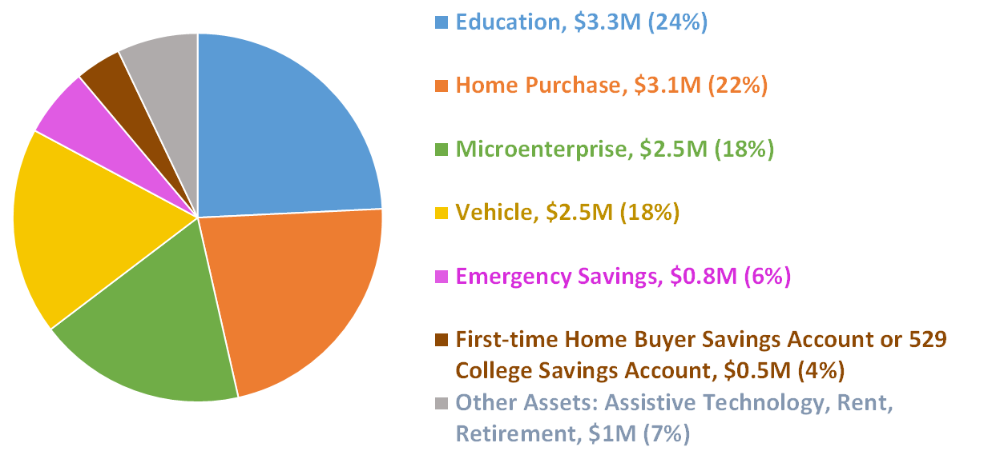 Education, $3.3M (24%)
Home Purchase, $3.1M (22%)
Microenterprise, $2.5M (18%)
Vehicle, $2.5M (18%)
Emergency Savings, $0.8M (6%)
First-time Home Buyer Savings Account or 529
College Savings Account, $0.5M (4%)
Other Assets: Assistive Technology, Rent,
Retirement, $1M (7%)